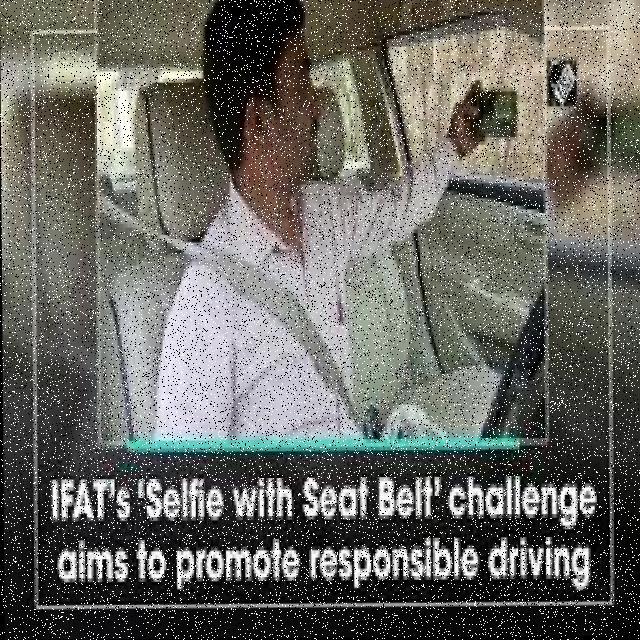 IFAT's 'Selfie with Seat Belt' challenge
aims to promote responsible driving